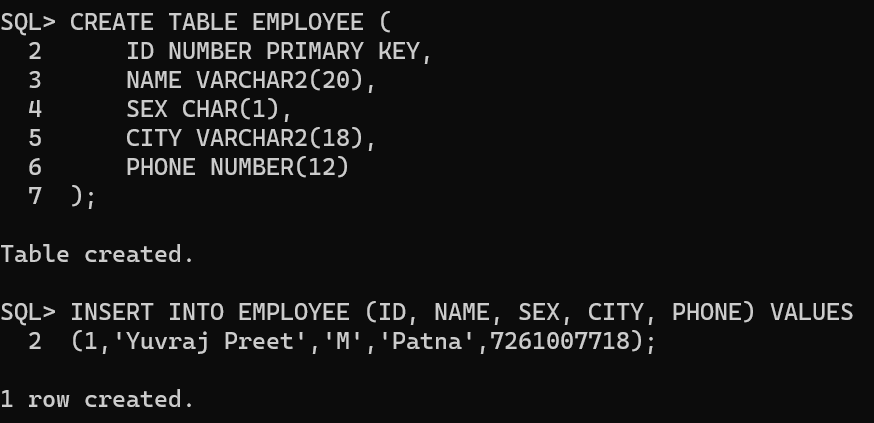 SQL> CREATE TABLE EMPLOYEE (
  2      ID NUMBER PRIMARY KEY,
  3      NAME VARCHAR2(20),
  4      SEX CHAR(1),
  5      CITY VARCHAR2(18),
  6      PHONE NUMBER(12)
  7  );
Table created.
SQL> INSERT INTO EMPLOYEE (ID, NAME, SEX, CITY, PHONE) VALUES
  2  (1,'Yuvraj Preet','M','Patna',7261007718);
1 row created.